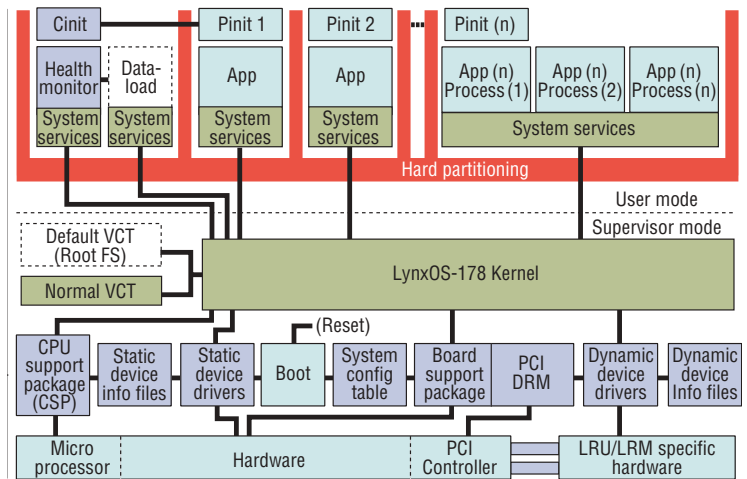 Cinit
Pinit 1
Pinit 2
Pinit (n)
Health
monitor
Data-
load
App
App
App (n)
Process (1)
App (n)
Process (2)
App (n)
Process(n)
System
services
System
services
System
services
System
services
System services
Hard partitioning
User mode
Supervisor mode
Default VCT
(Root FS)
Normal VCT
LynxOS-178 Kernel
(Reset)
CPU
support
package
(CSP)
Static
device
info files
Static
device
drivers
Boot
System
config
table
Board
support
package
PCI
DRM
Dynamic
device
drivers
Dynamic
device
Info files
Micro
processor
Hardware
PCI
Controller
LRU/LRM specific
hardware